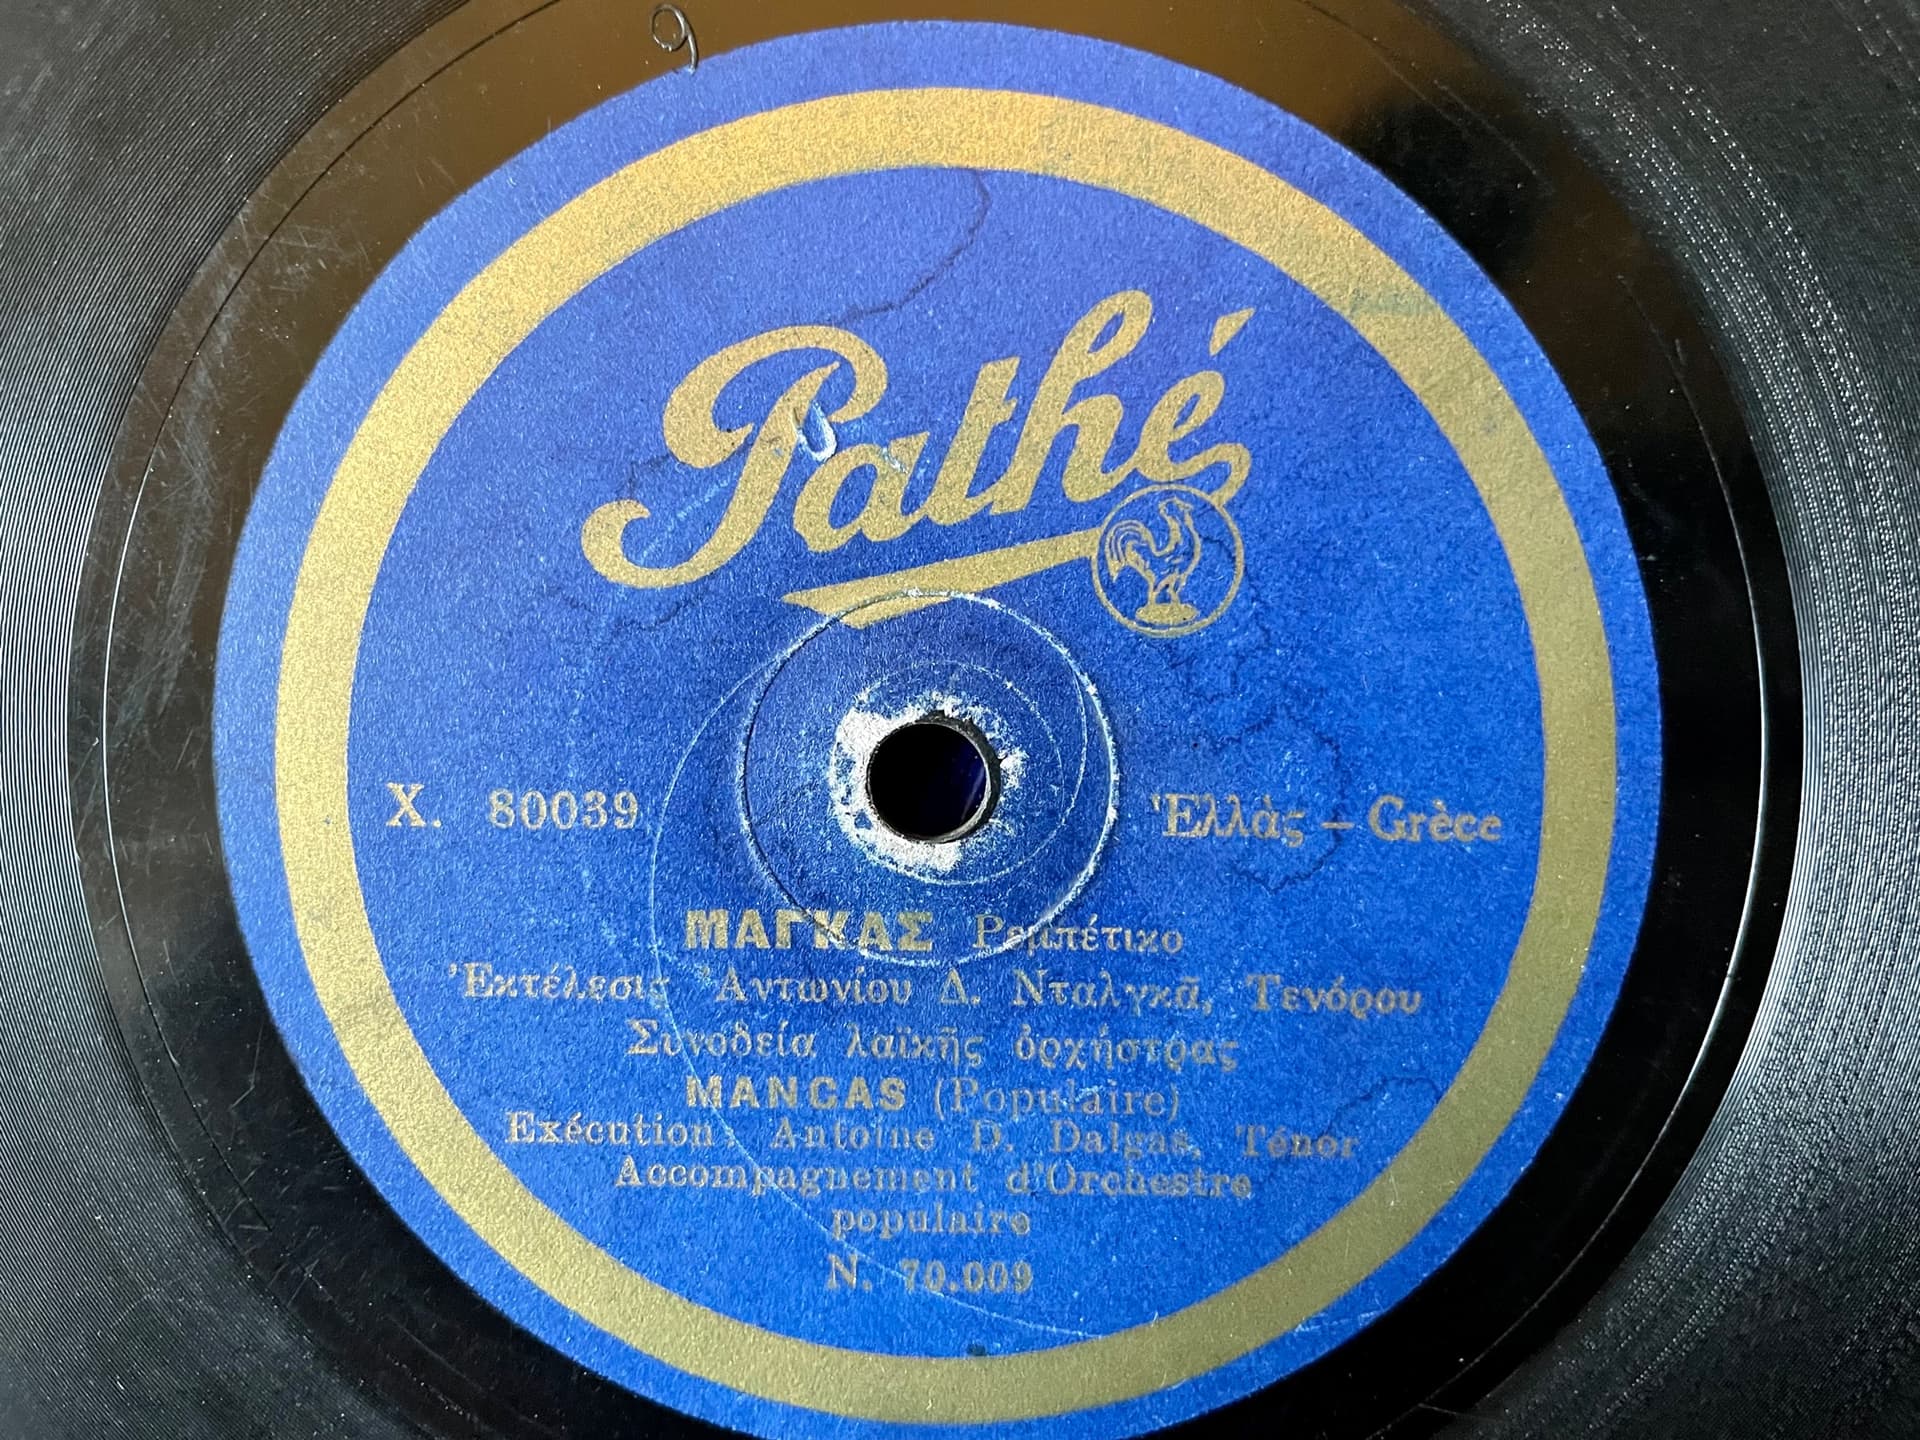 Pathé
X. 80039
Ἑλλὰς – Grèce
ΜΑΓΚΑΣ Ρεμπέτικο
Ἐκτέλεσις Ἀντωνίου Δ. Νταλγκᾶ, Τενόρου
Συνοδεία λαϊκῆς ὀρχήστρας
MANCAS (Populaire)
Exécution Antoine D. Dalgas, Ténor
Accompagnement d'Orchestre
populaire
N. 70.009